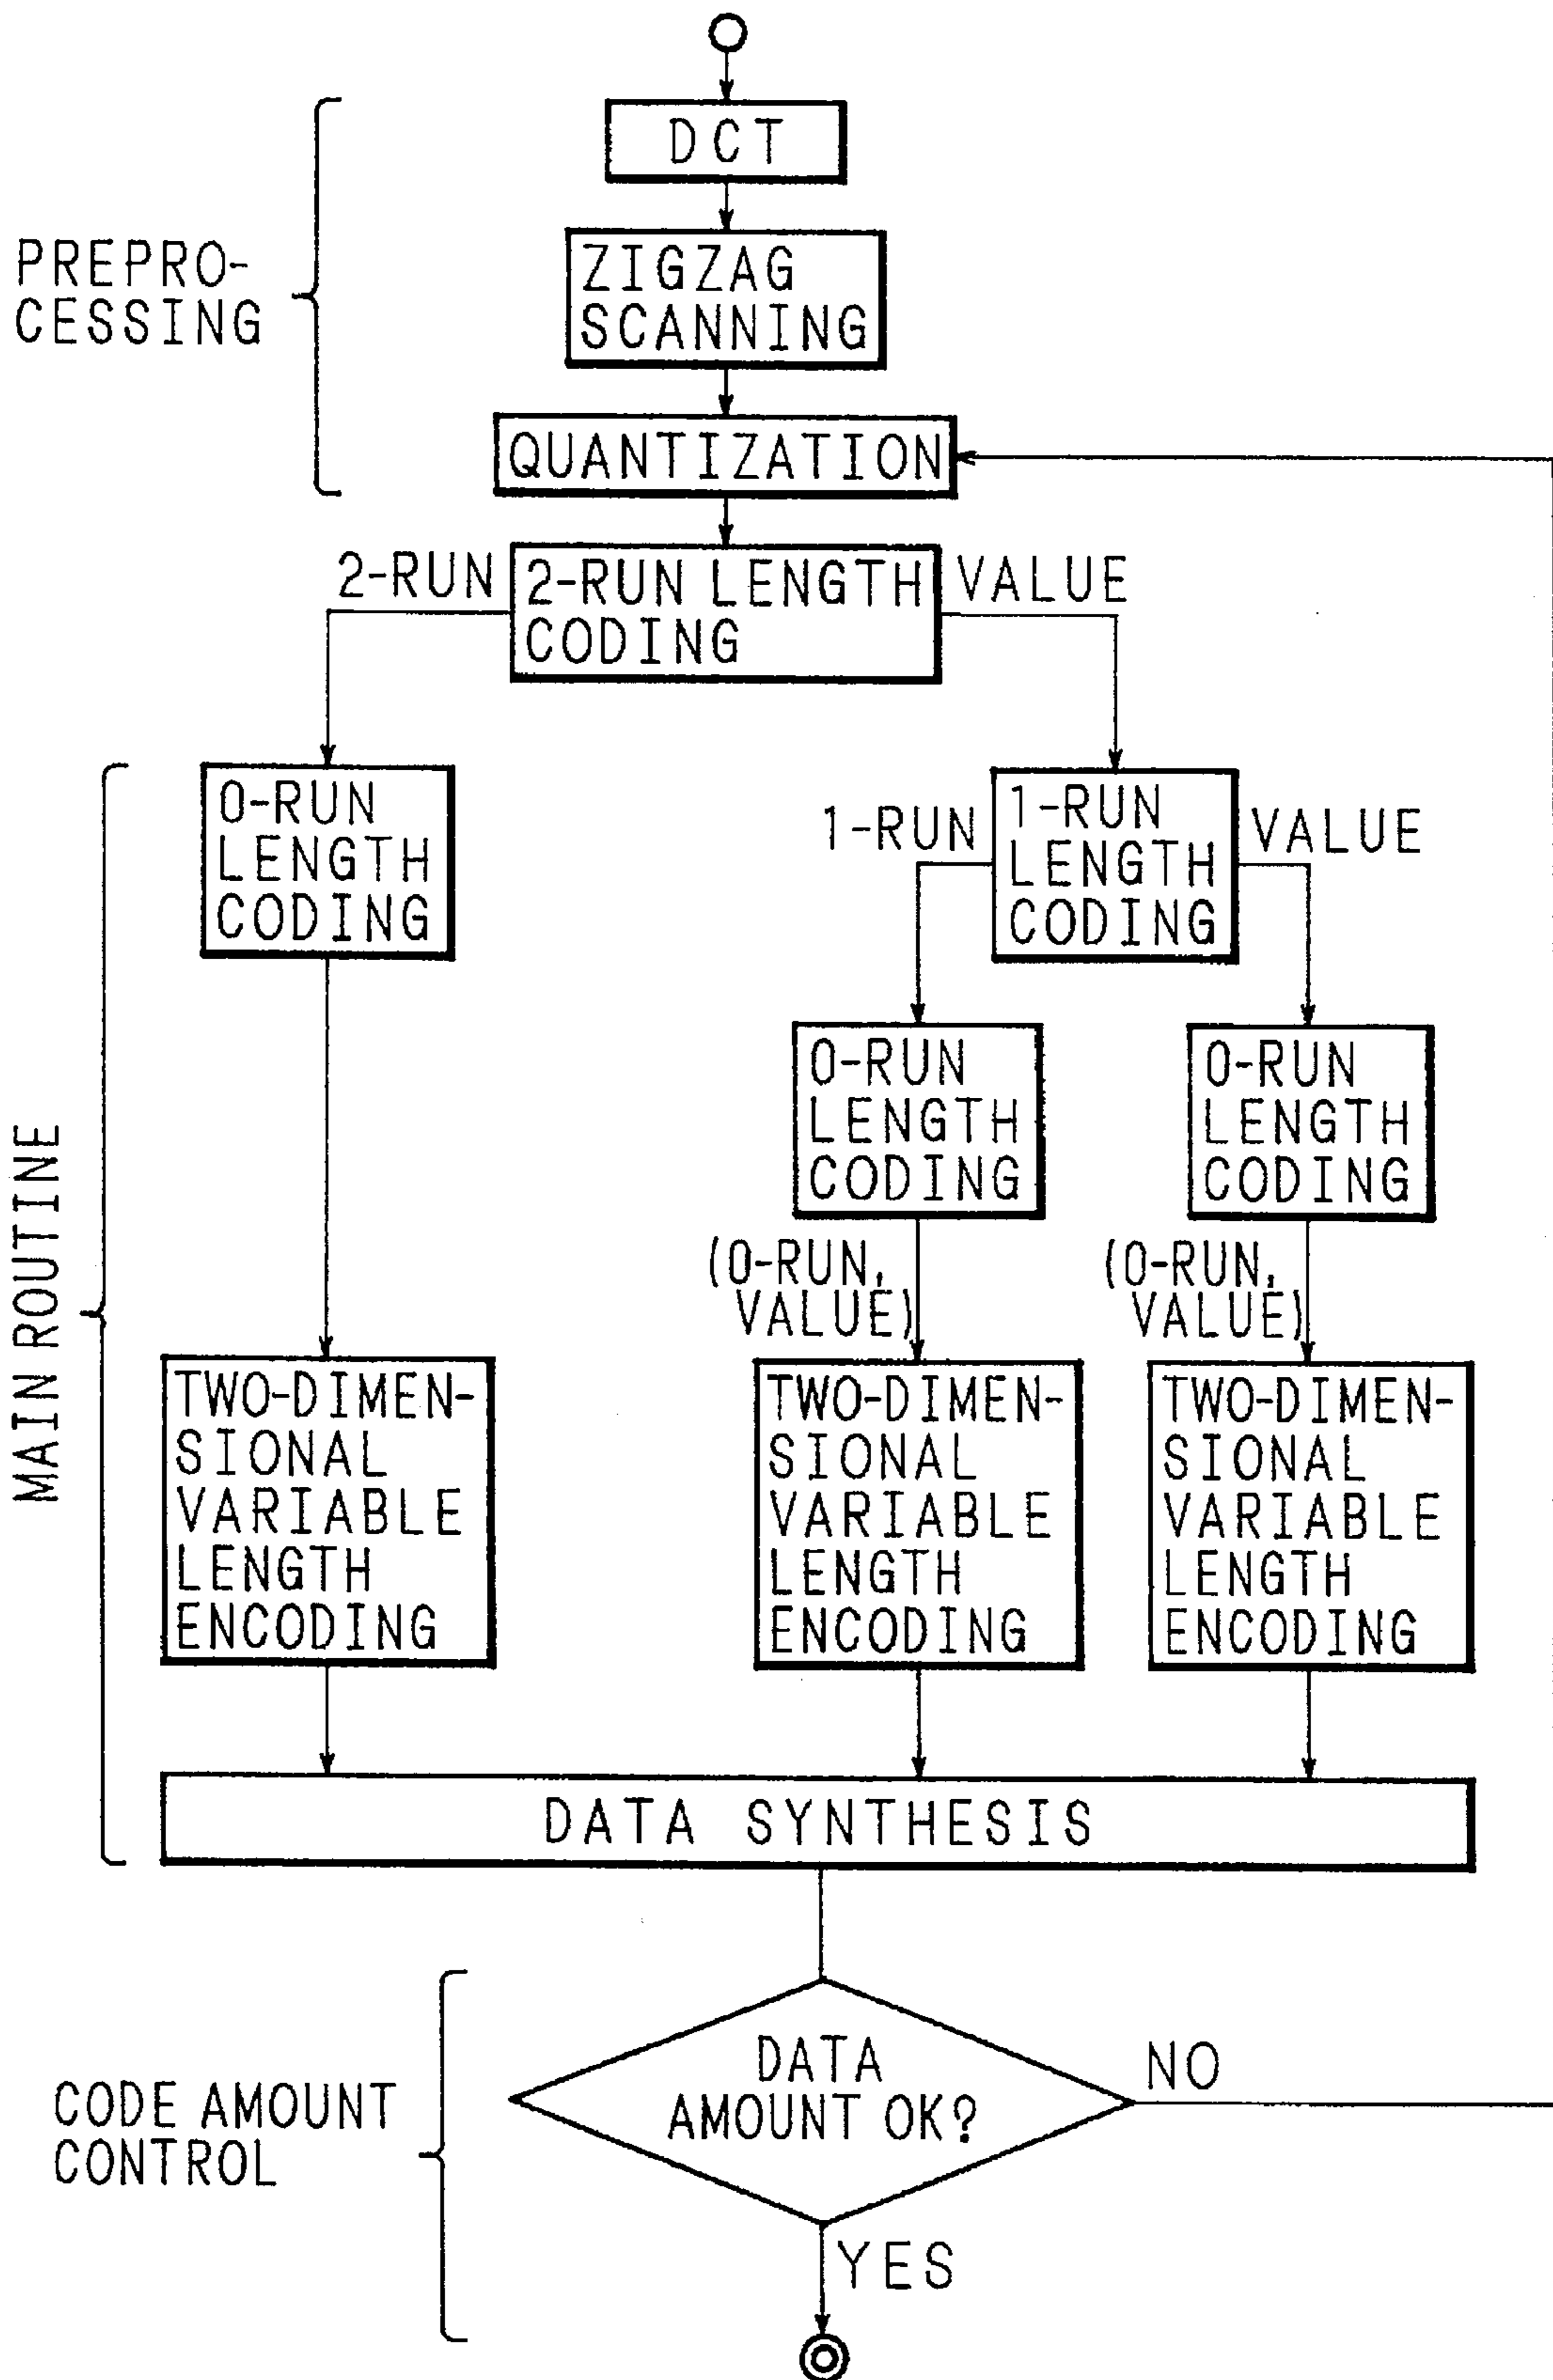 DCT
PREPRO-
CESSING
ZIGZAG
SCANNING
QUANTIZATION
2-RUN
2-RUN LENGTH
CODING
VALUE
0-RUN
LENGTH
CODING
1-RUN
1-RUN
LENGTH
CODING
VALUE
0-RUN
LENGTH
CODING
0-RUN
LENGTH
CODING
MAIN ROUTINE
(0-RUN,
VALUE)
(0-RUN,
VALUE)
TWO-DIMEN-
SIONAL
VARIABLE
LENGTH
ENCODING
TWO-DIMEN-
SIONAL
VARIABLE
LENGTH
ENCODING
TWO-DIMEN-
SIONAL
VARIABLE
LENGTH
ENCODING
DATA SYNTHESIS
CODE AMOUNT
CONTROL
DATA
AMOUNT OK?
NO
YES